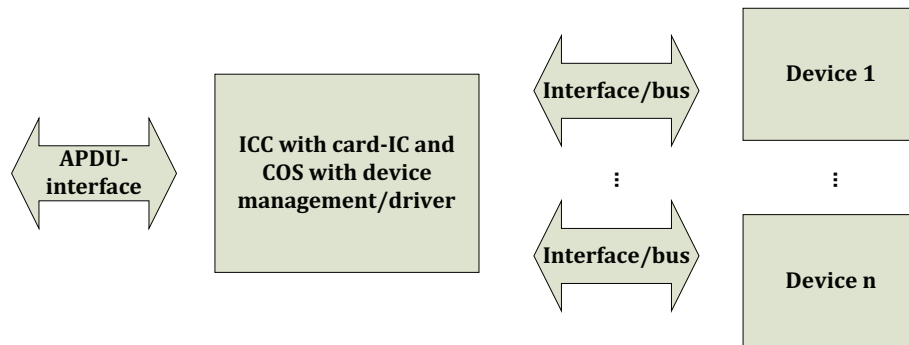 APDU-
interface
ICC with card-IC and
COS with device
management/driver
Interface/bus
Device 1
...
...
Interface/bus
Device n